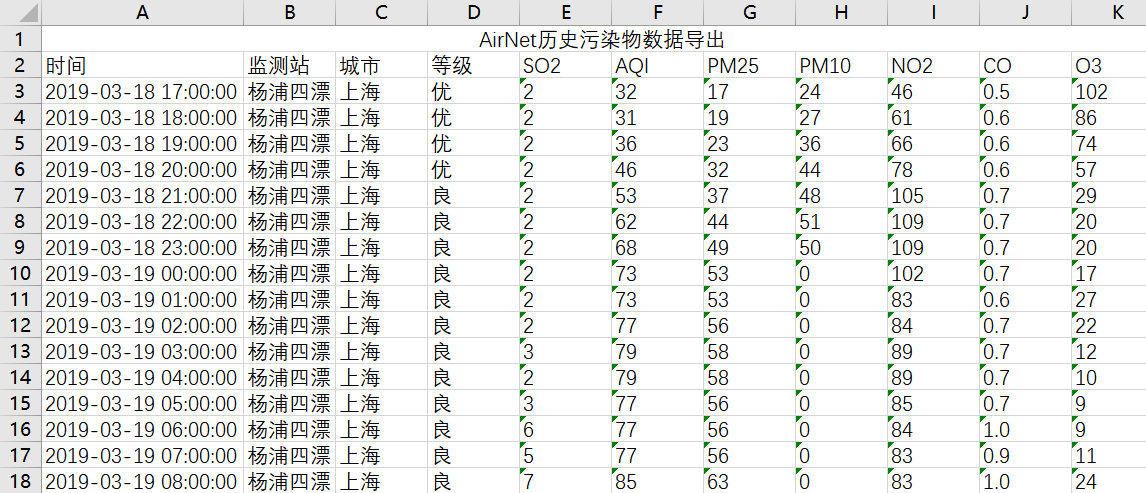 A B C D E F G H I J K
1 AirNet历史污染物数据导出
2 时间 监测站 城市 等级 SO2 AQI PM25 PM10 NO2 CO O3
3 2019-03-18 17:00:00 杨浦四漂 上海 优 2 32 17 24 46 0.5 102
4 2019-03-18 18:00:00 杨浦四漂 上海 优 2 31 19 27 61 0.6 86
5 2019-03-18 19:00:00 杨浦四漂 上海 优 2 36 23 36 66 0.6 74
6 2019-03-18 20:00:00 杨浦四漂 上海 优 2 46 32 44 78 0.6 57
7 2019-03-18 21:00:00 杨浦四漂 上海 良 2 53 37 48 105 0.7 29
8 2019-03-18 22:00:00 杨浦四漂 上海 良 2 62 44 51 109 0.7 20
9 2019-03-18 23:00:00 杨浦四漂 上海 良 2 68 49 50 109 0.7 20
10 2019-03-19 00:00:00 杨浦四漂 上海 良 2 73 53 0 102 0.7 17
11 2019-03-19 01:00:00 杨浦四漂 上海 良 2 73 53 0 83 0.6 27
12 2019-03-19 02:00:00 杨浦四漂 上海 良 2 77 56 0 84 0.7 22
13 2019-03-19 03:00:00 杨浦四漂 上海 良 3 79 58 0 89 0.7 12
14 2019-03-19 04:00:00 杨浦四漂 上海 良 2 79 58 0 89 0.7 10
15 2019-03-19 05:00:00 杨浦四漂 上海 良 3 77 56 0 85 0.7 9
16 2019-03-19 06:00:00 杨浦四漂 上海 良 6 77 56 0 84 1.0 9
17 2019-03-19 07:00:00 杨浦四漂 上海 良 5 77 56 0 83 0.9 11
18 2019-03-19 08:00:00 杨浦四漂 上海 良 7 85 63 0 83 1.0 24